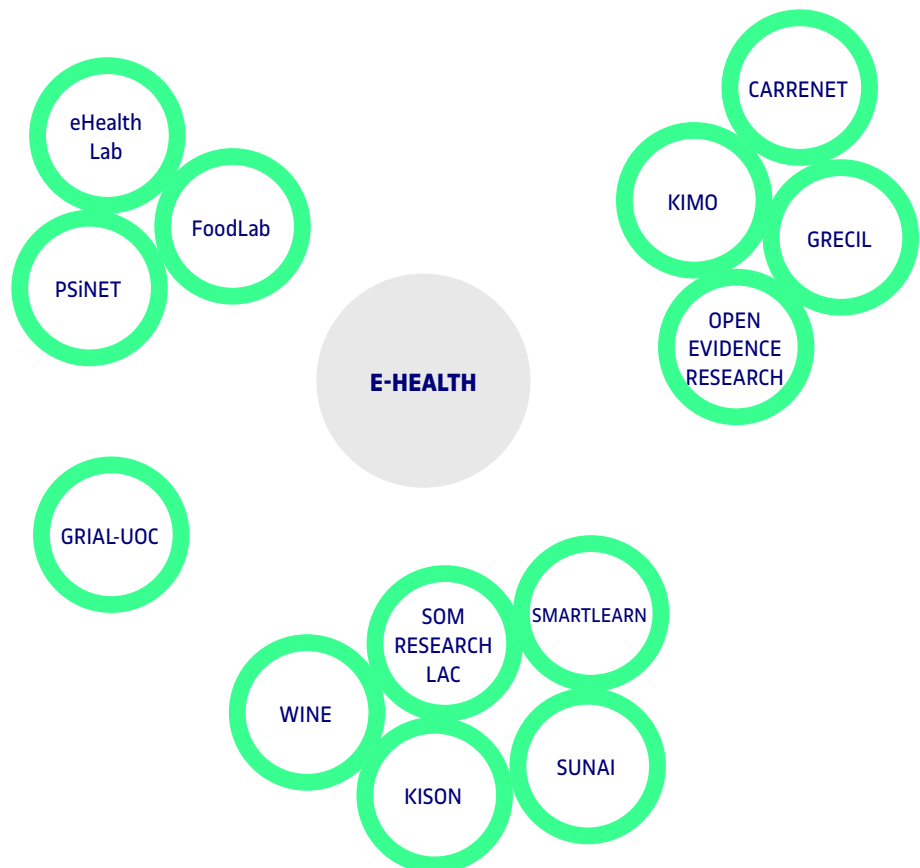 CARRENET
eHealth
Lab
KIMO
FoodLab
GRECIL
PSiNET
OPEN
EVIDENCE
RESEARCH
E-HEALTH
GRIAL-UOC
SOM
RESEARCH
LAC
SMARTLEARN
WINE
SUNAI
KISON